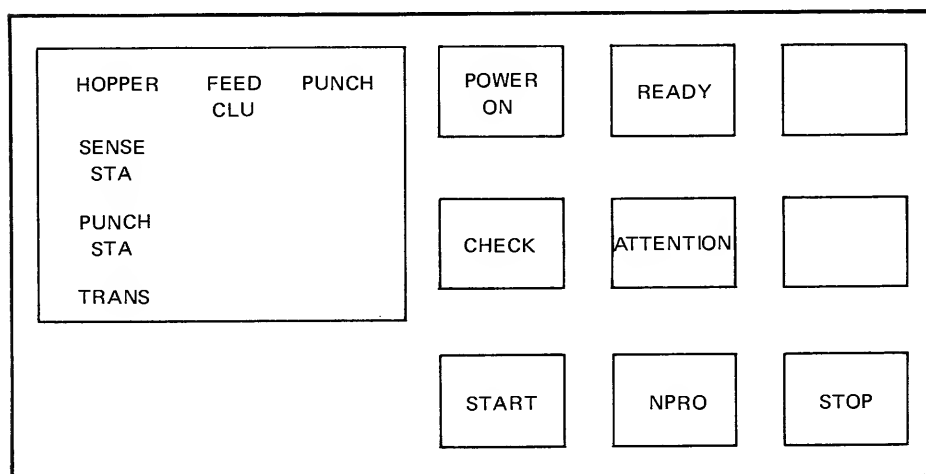 HOPPER FEED CLU PUNCH
SENSE STA
PUNCH STA
TRANS
POWER ON
READY
CHECK
ATTENTION
START
NPRO
STOP